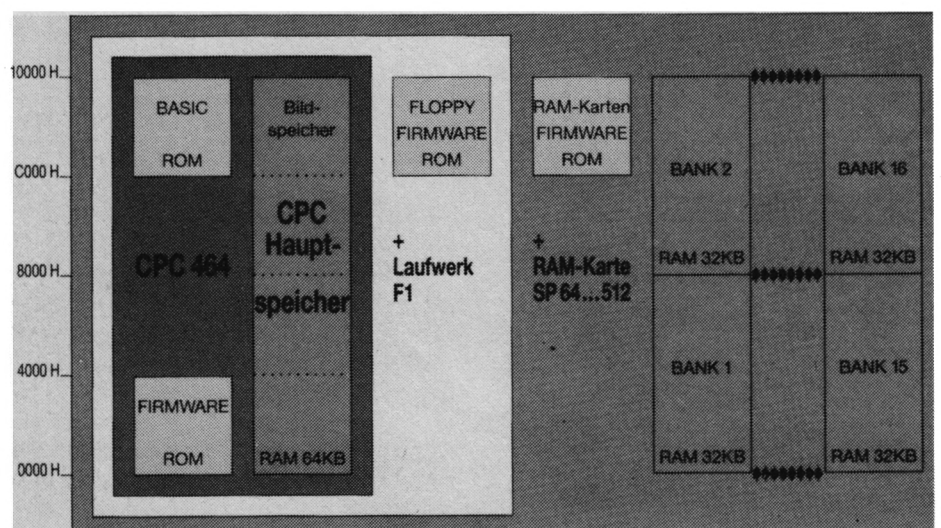 10000 H
C000 H
8000 H
4000 H
0000 H
BASIC
ROM
CPC 464
FIRMWARE
ROM
Bild-
speicher
CPC
Haupt-
speicher
RAM 64KB
FLOPPY
FIRMWARE
ROM
+
Laufwerk
F1
RAM-Karten
FIRMWARE
ROM
+
RAM-Karte
SP 64...512
BANK 2
RAM 32KB
BANK 1
RAM 32KB
BANK 16
RAM 32KB
BANK 15
RAM 32KB